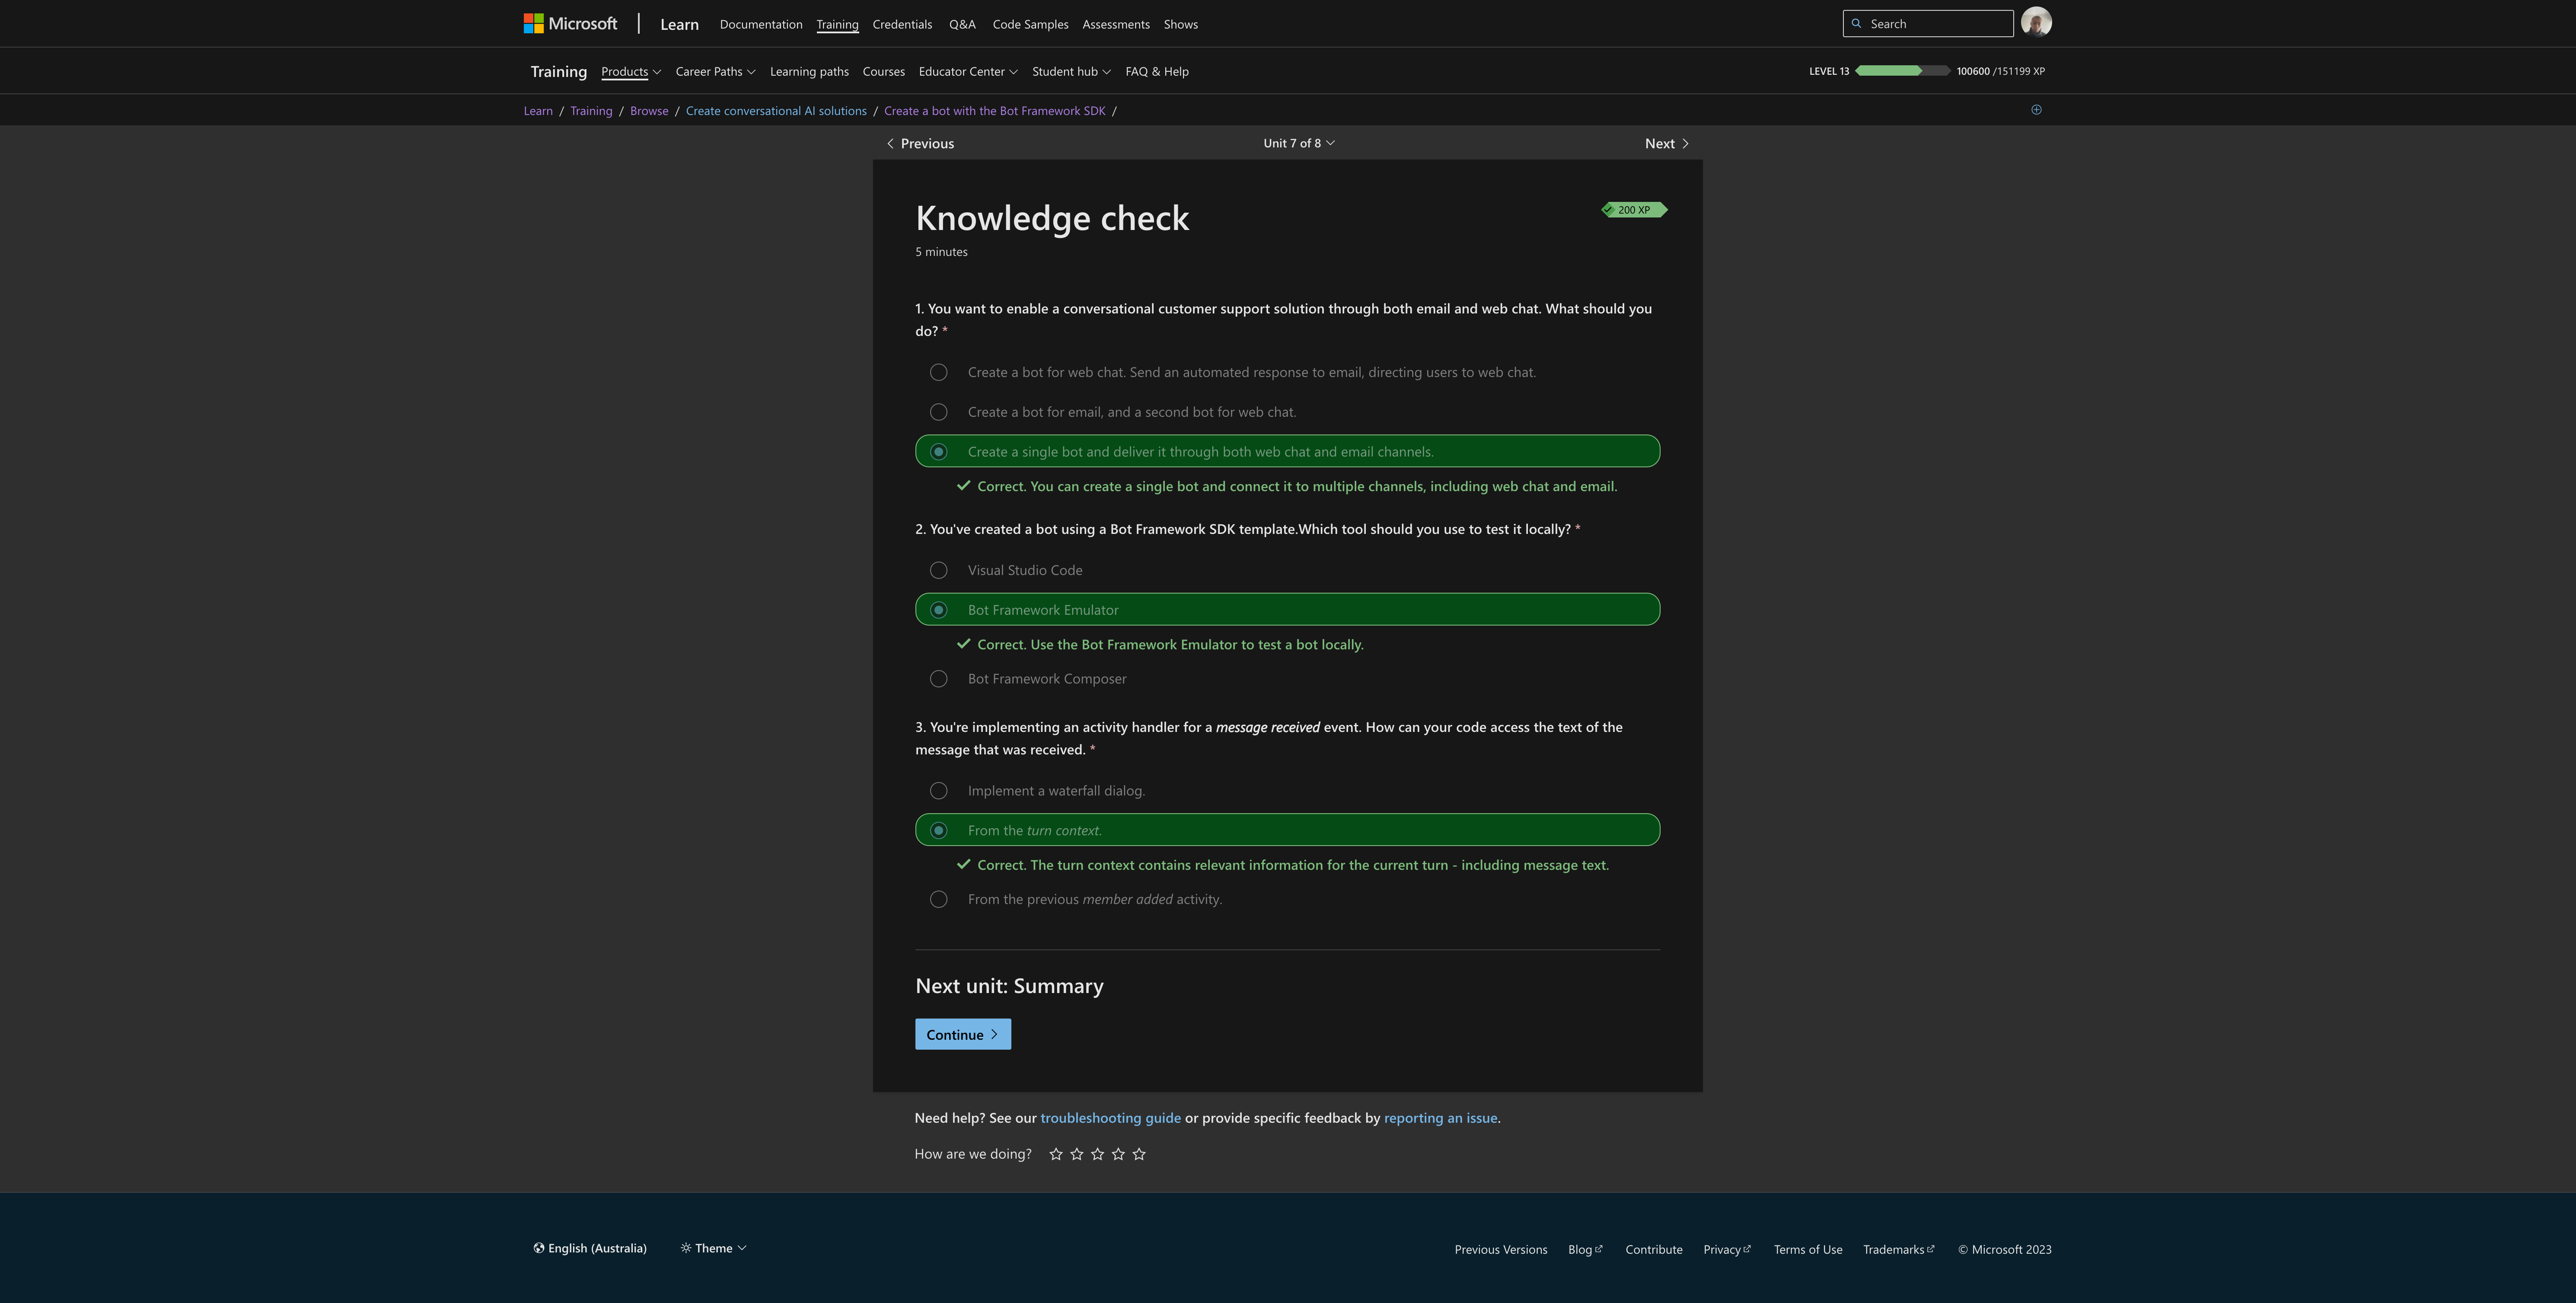 Microsoft Learn Documentation Training Credentials Q&A Code Samples Assessments Shows Search
Training Products Career Paths Learning paths Courses Educator Center Student hub FAQ & Help LEVEL 13 100600 /151199 XP
Learn / Training / Browse / Create conversational AI solutions / Create a bot with the Bot Framework SDK /
Previous Unit 7 of 8 Next
Knowledge check
200 XP
5 minutes
1. You want to enable a conversational customer support solution through both email and web chat. What should you
do? *
Create a bot for web chat. Send an automated response to email, directing users to web chat.
Create a bot for email, and a second bot for web chat.
Create a single bot and deliver it through both web chat and email channels.
Correct. You can create a single bot and connect it to multiple channels, including web chat and email.
2. You've created a bot using a Bot Framework SDK template.Which tool should you use to test it locally? *
Visual Studio Code
Bot Framework Emulator
Correct. Use the Bot Framework Emulator to test a bot locally.
Bot Framework Composer
3. You're implementing an activity handler for a message received event. How can your code access the text of the
message that was received. *
Implement a waterfall dialog.
From the turn context.
Correct. The turn context contains relevant information for the current turn - including message text.
From the previous member added activity.
Next unit: Summary
Continue
Need help? See our troubleshooting guide or provide specific feedback by reporting an issue.
How are we doing?
English (Australia) Theme Previous Versions Blog Contribute Privacy Terms of Use Trademarks © Microsoft 2023